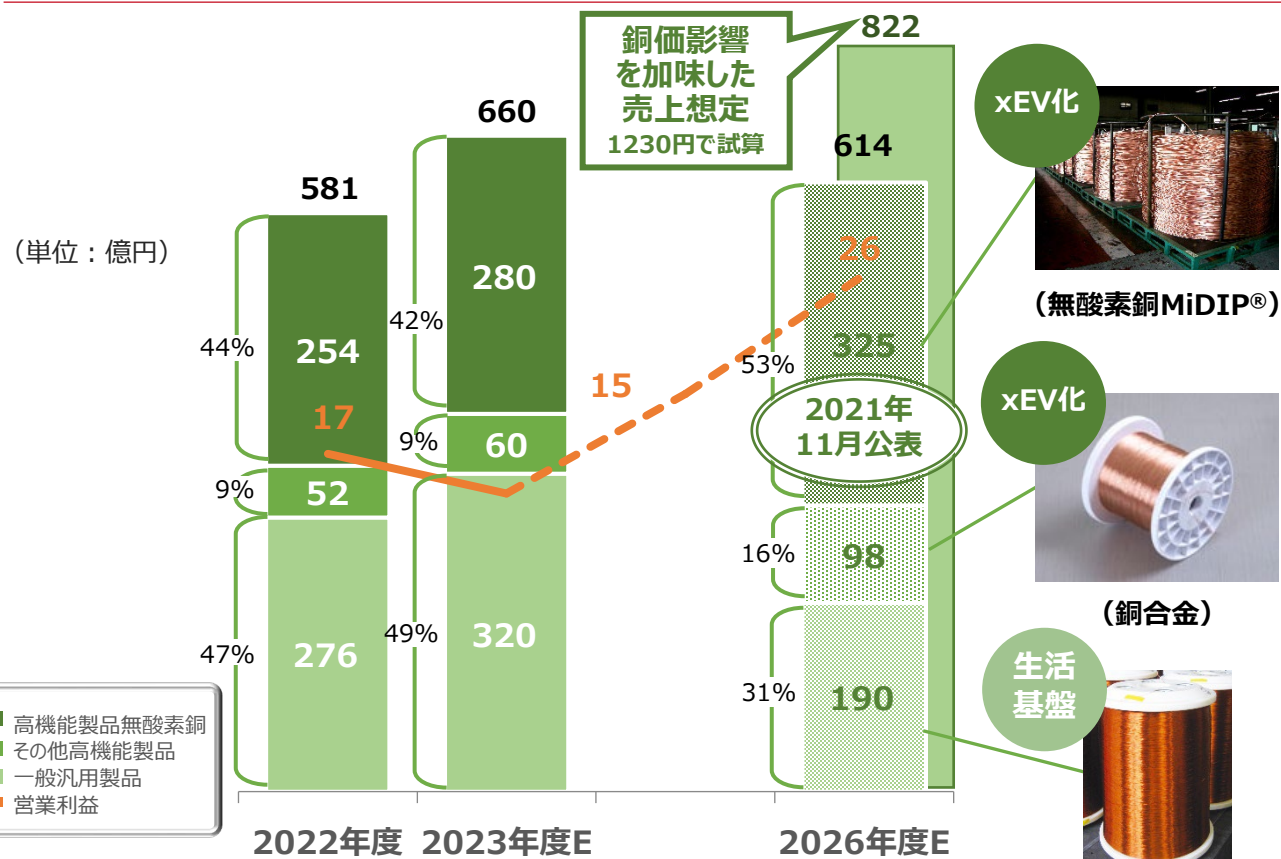 銅価影響
を加味した
売上想定
1230円で試算
822
xEV化
660
614
581
（単位：億円）
280
26
（無酸素銅MiDIP®）
42%
44%
254
325
53%
15
xEV化
17
2021年
11月公表
9%
60
9%
52
16%
98
（銅合金）
49%
320
47%
276
生活
基盤
31%
190
高機能製品無酸素銅
その他高機能製品
一般汎用製品
営業利益
2022年度
2023年度E
2026年度E